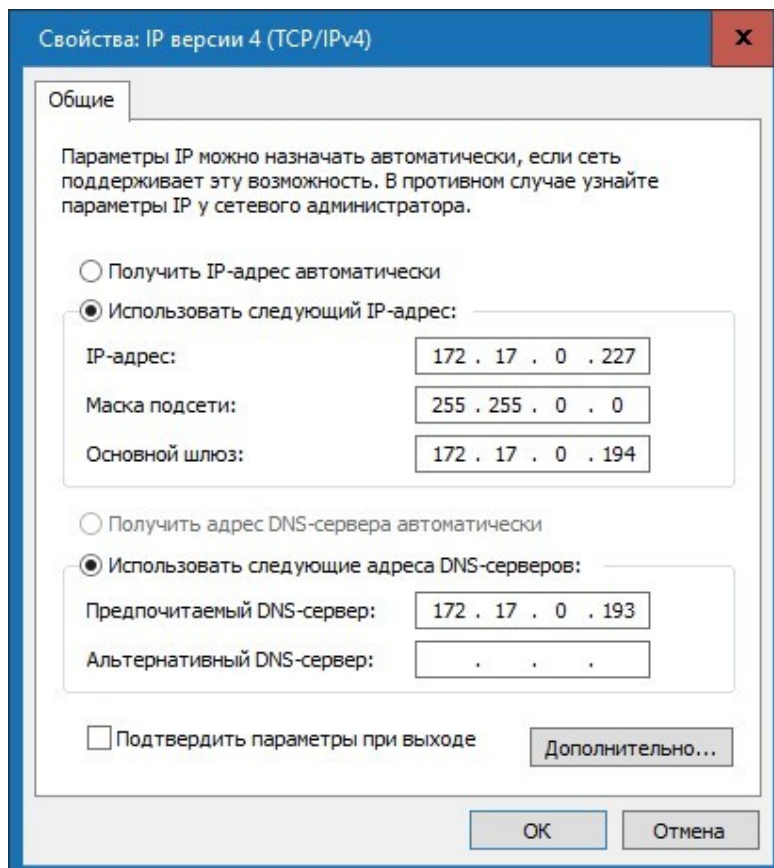 Свойства: IP версии 4 (TCP/IPv4)
Общие
Параметры IP можно назначать автоматически, если сеть
поддерживает эту возможность. В противном случае узнайте
параметры IP у сетевого администратора.
Получить IP-адрес автоматически
Использовать следующий IP-адрес:
IP-адрес: 172 . 17 . 0 . 227
Маска подсети: 255 . 255 . 0 . 0
Основной шлюз: 172 . 17 . 0 . 194
Получить адрес DNS-сервера автоматически
Использовать следующие адреса DNS-серверов:
Предпочитаемый DNS-сервер: 172 . 17 . 0 . 193
Альтернативный DNS-сервер: . . .
Подтвердить параметры при выходе
Дополнительно...
ОК Отмена